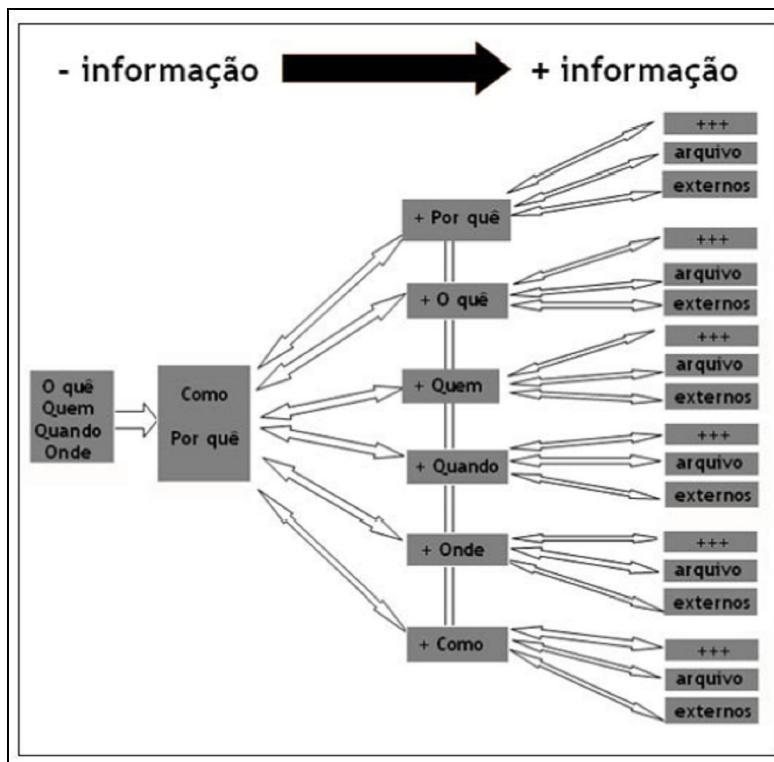 - informação
+ informação
O quê
Quem
Quando
Onde
Como
Por quê
+ Por quê
+++
arquivo
externos
+ O quê
+++
arquivo
externos
+ Quem
+++
arquivo
externos
+ Quando
+++
arquivo
externos
+ Onde
+++
arquivo
externos
+ Como
+++
arquivo
externos